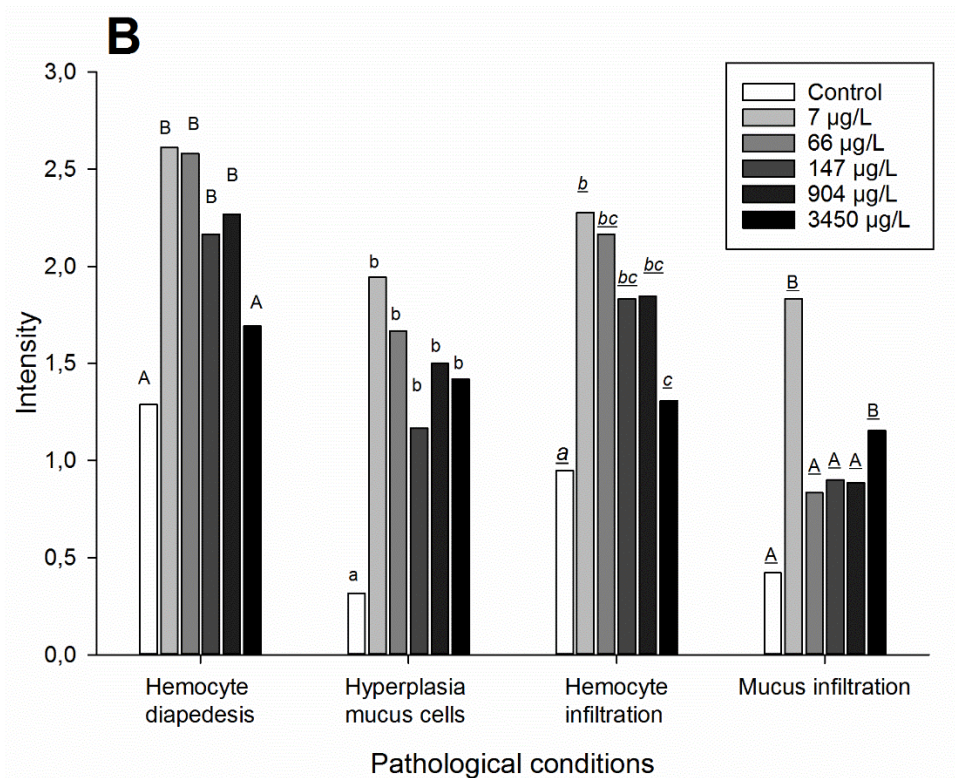 B
3,0
2,5
2,0
1,5
1,0
0,5
0,0
Intensity
Control
7 µg/L
66 µg/L
147 µg/L
904 µg/L
3450 µg/L
A B B B B A
a b b b b b
a b bc bc bc c
A B A A A B
Hemocyte
diapedesis
Hyperplasia
mucus cells
Hemocyte
infiltration
Mucus infiltration
Pathological conditions